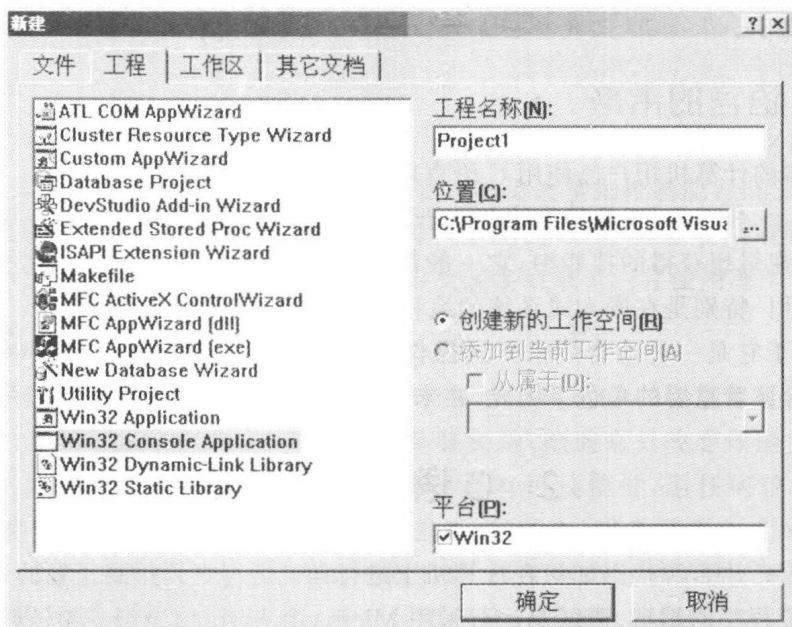 新建
文件 工程 工作区 其它文档
ATL COM AppWizard
Cluster Resource Type Wizard
Custom AppWizard
Database Project
DevStudio Add-in Wizard
Extended Stored Proc Wizard
ISAPI Extension Wizard
Makefile
MFC ActiveX ControlWizard
MFC AppWizard (dll)
MFC AppWizard (exe)
New Database Wizard
Utility Project
Win32 Application
Win32 Console Application
Win32 Dynamic-Link Library
Win32 Static Library
工程名称(N):
Project1
位置(C):
C:\Program Files\Microsoft Visua
...
创建新的工作空间(R)
添加到当前工作空间(A)
从属于(D):
平台(P):
Win32
确定 取消